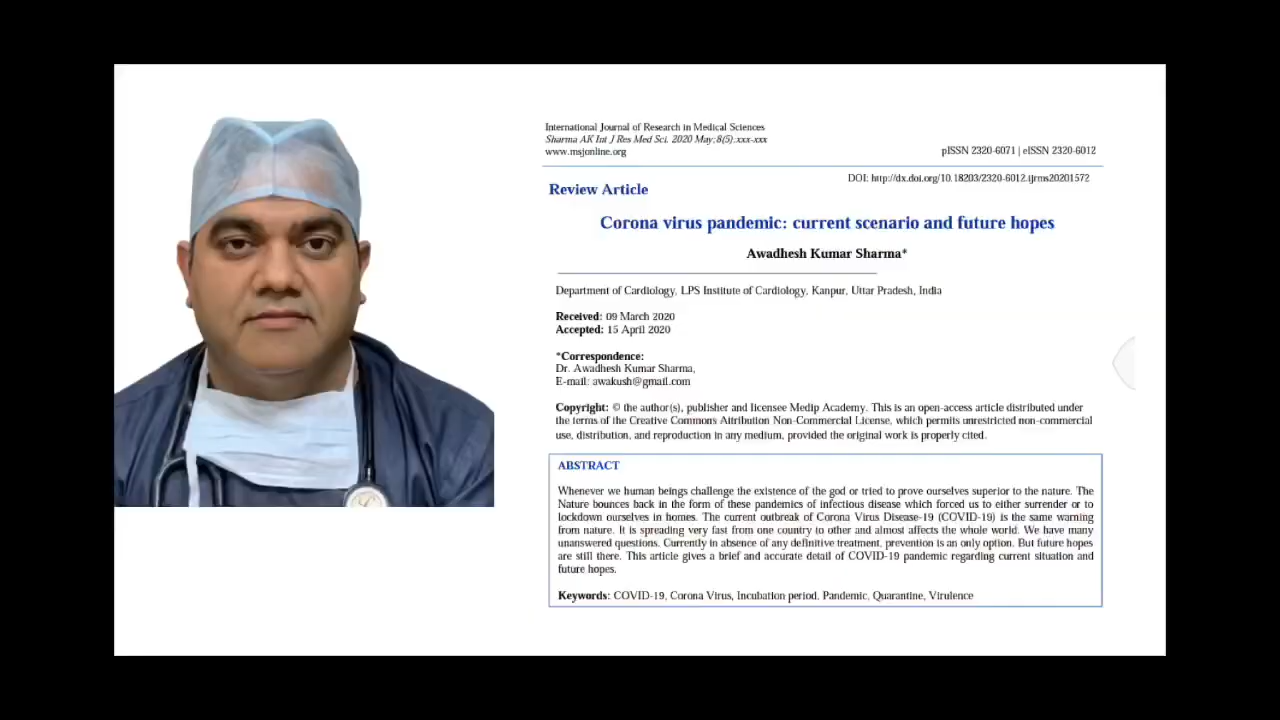 International Journal of Research in Medical Sciences
Sharma AK Int J Res Med Sci. 2020 May;8(5):xxx-xxx
www.msjonline.org
pISSN 2320-6071 | eISSN 2320-6012
DOI: http://dx.doi.org/10.18203/2320-6012.ijrms20201572
Review Article
Corona virus pandemic: current scenario and future hopes
Awadhesh Kumar Sharma*
Department of Cardiology, LPS Institute of Cardiology, Kanpur, Uttar Pradesh, India
Received: 09 March 2020
Accepted: 15 April 2020
*Correspondence:
Dr. Awadhesh Kumar Sharma,
E-mail: awakush@gmail.com
Copyright: © the author(s), publisher and licensee Medip Academy. This is an open-access article distributed under
the terms of the Creative Commons Attribution Non-Commercial License, which permits unrestricted non-commercial
use, distribution, and reproduction in any medium, provided the original work is properly cited.
ABSTRACT
Whenever we human beings challenge the existence of the god or tried to prove ourselves superior to the nature. The
Nature bounces back in the form of these pandemics of infectious disease which forced us to either surrender or to
lockdown ourselves in homes. The current outbreak of Corona Virus Disease-19 (COVID-19) is the same warning
from nature. It is spreading very fast from one country to other and almost affects the whole world. We have many
unanswered questions. Currently in absence of any definitive treatment, prevention is an only option. But future hopes
are still there. This article gives a brief and accurate detail of COVID-19 pandemic regarding current situation and
future hopes.
Keywords: COVID-19, Corona Virus, Incubation period, Pandemic, Quarantine, Virulence